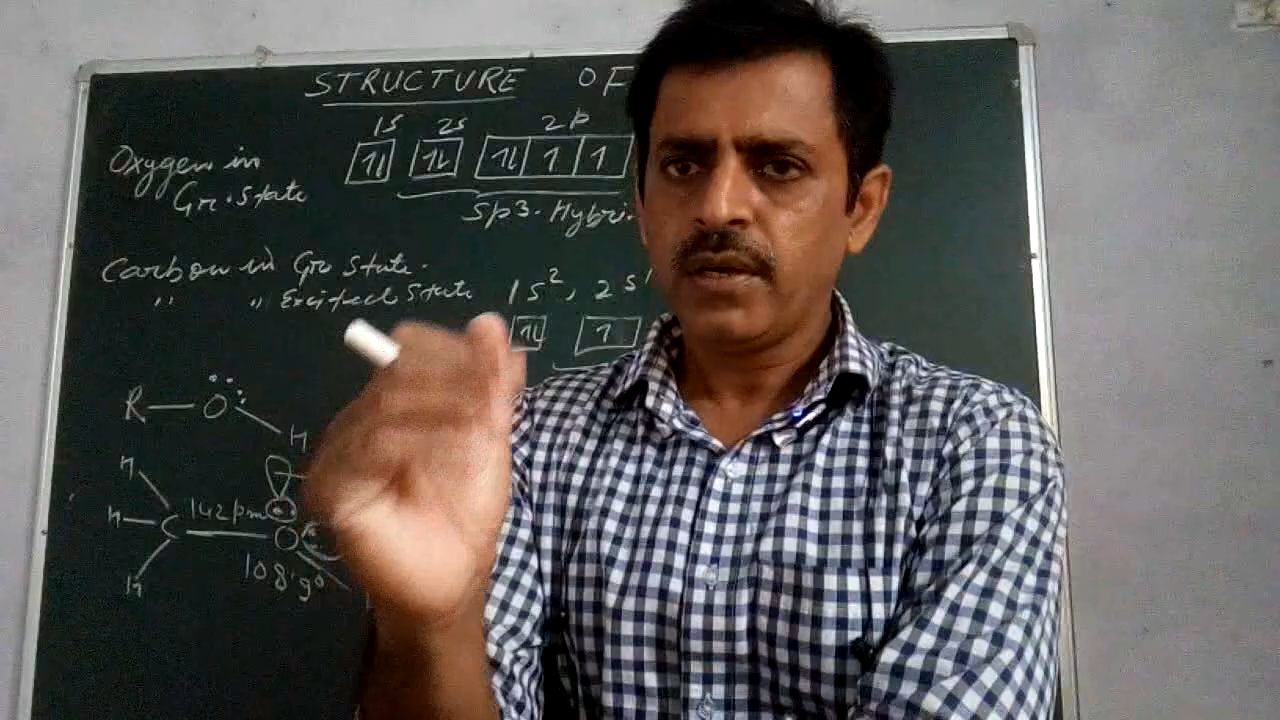 STRUCTURE OF
1s 2s 2p
Oxygen in 1L 1L 1L 1 1
Gr. State
Sp3-Hybri.
Carbon in Gr State.
" " Excited State 1s², 2s¹
1L 1
R—O
H
H
H—C 142pm O
108.90
H